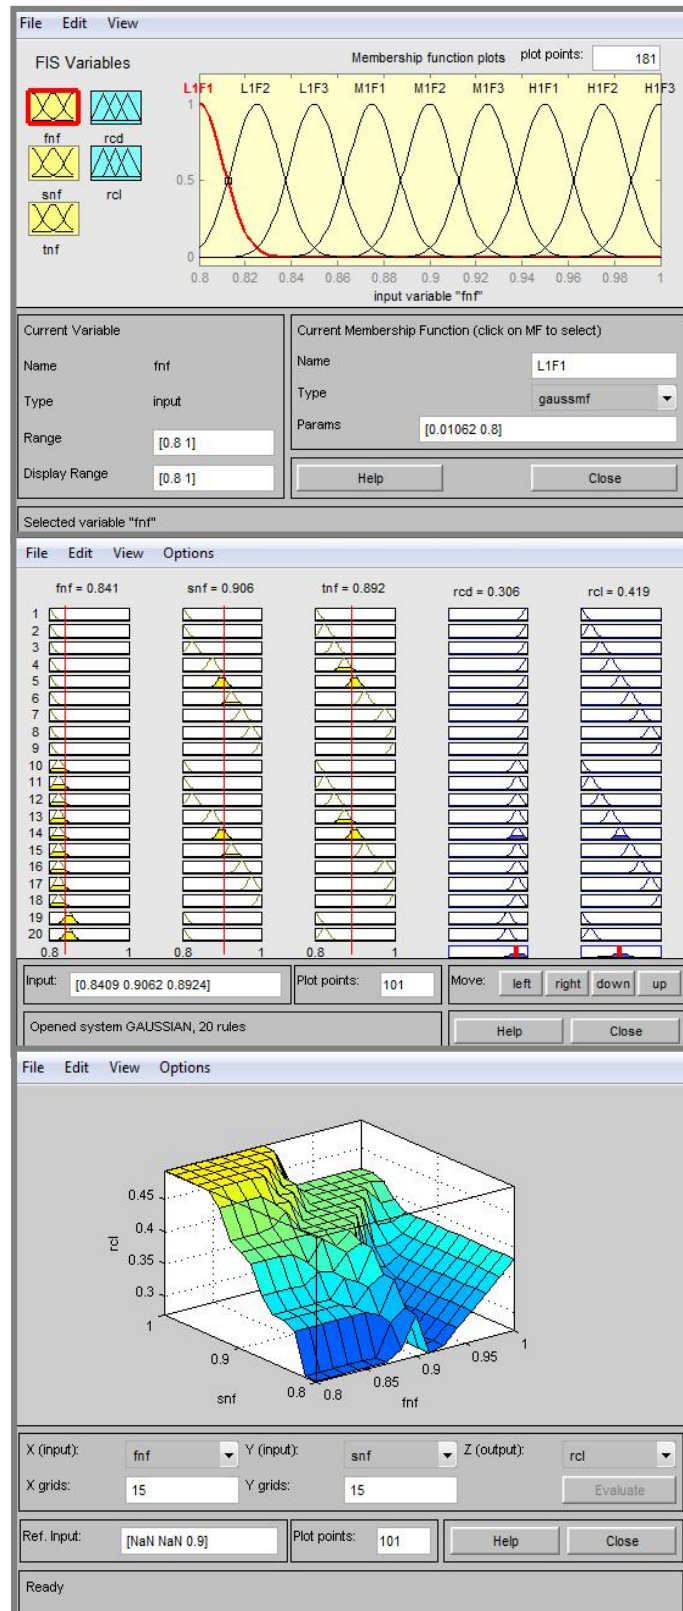 File Edit View
FIS Variables
Membership function plots plot points: 181
L1F1 L1F2 L1F3 M1F1 M1F2 M1F3 H1F1 H1F2 H1F3
fnf rcd
snf rcl
tnf
1
0.5
0
0.8 0.82 0.84 0.86 0.88 0.9 0.92 0.94 0.96 0.98 1
input variable "fnf"
Current Variable
Name fnf
Type input
Range [0.8 1]
Display Range [0.8 1]
Current Membership Function (click on MF to select)
Name L1F1
Type gaussmf
Params [0.01062 0.8]
Help Close
Selected variable "fnf"
File Edit View Options
fnf = 0.841 snf = 0.906 tnf = 0.892 rcd = 0.306 rcl = 0.419
1
2
3
4
5
6
7
8
9
10
11
12
13
14
15
16
17
18
19
20
0.8 1 0.8 1 0.8 1
Input: [0.8409 0.9062 0.8924] Plot points: 101 Move: left right down up
Opened system GAUSSIAN, 20 rules Help Close
File Edit View Options
0.45
0.4
0.35
0.3
rcl
1
0.9
0.8
snf
0.8
0.85
0.9
0.95
1
fnf
X (input): fnf Y (input): snf Z (output): rcl
X grids: 15 Y grids: 15 Evaluate
Ref. Input: [NaN NaN 0.9] Plot points: 101 Help Close
Ready